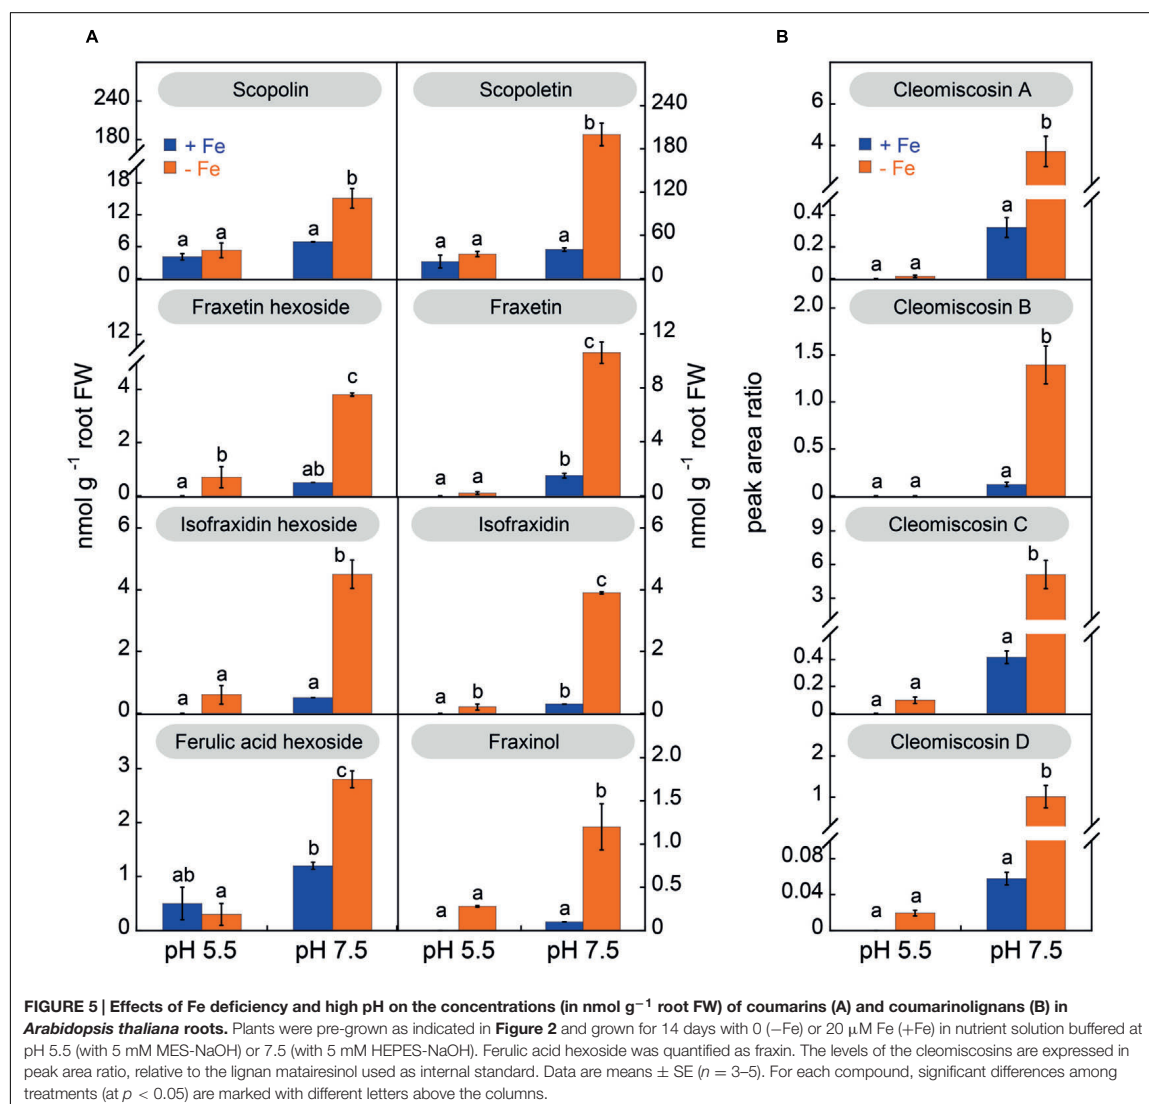 A
B
Scopolin
Scopoletin
Cleomiscosin A
240
180
18
12
6
0
+ Fe
- Fe
a a a b
a a a b
240
180
120
60
0
6
4
0.4
0.2
0
+ Fe
- Fe
a a a b
Fraxetin hexoside
Fraxetin
Cleomiscosin B
12
4
2
0
a b ab c
a a b c
12
8
4
0
2.0
1.5
1.0
0.5
0
a a a b
nmol g -1 root FW
nmol g -1 root FW
peak area ratio
Isofraxidin hexoside
Isofraxidin
Cleomiscosin C
6
4
2
0
a a a b
a b b c
6
4
2
0
9
6
3
0.4
0.2
0
a a a b
Ferulic acid hexoside
Fraxinol
Cleomiscosin D
3
2
1
0
ab a b c
a a a b
2.0
1.5
1.0
0.5
0
2
1
0.08
0.04
0
a a a b
pH 5.5 pH 7.5 pH 5.5 pH 7.5 pH 5.5 pH 7.5
FIGURE 5 | Effects of Fe deficiency and high pH on the concentrations (in nmol g−1 root FW) of coumarins (A) and coumarinolignans (B) in
Arabidopsis thaliana roots. Plants were pre-grown as indicated in Figure 2 and grown for 14 days with 0 (−Fe) or 20 μM Fe (+Fe) in nutrient solution buffered at
pH 5.5 (with 5 mM MES-NaOH) or 7.5 (with 5 mM HEPES-NaOH). Ferulic acid hexoside was quantified as fraxin. The levels of the cleomiscosins are expressed in
peak area ratio, relative to the lignan matairesinol used as internal standard. Data are means ± SE (n = 3–5). For each compound, significant differences among
treatments (at p < 0.05) are marked with different letters above the columns.